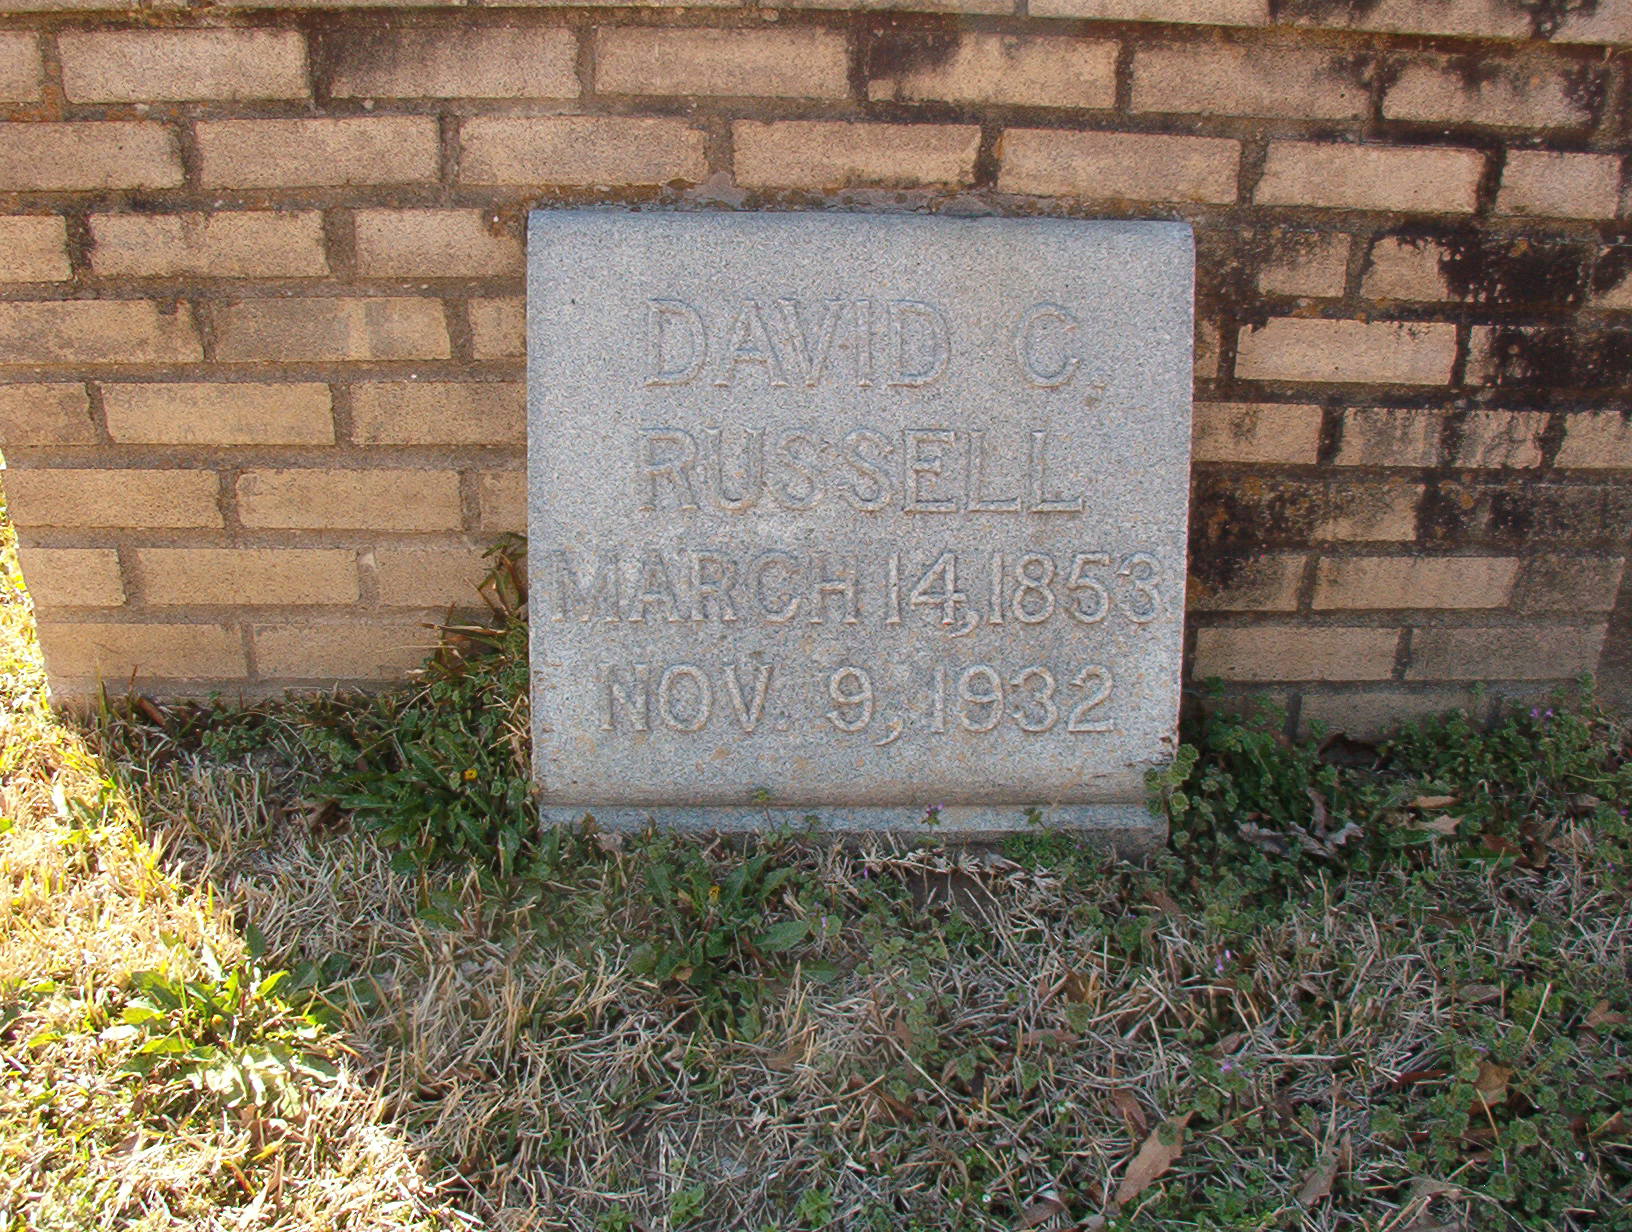 DAVID C.
RUSSELL
MARCH 14, 1853
NOV. 9, 1932